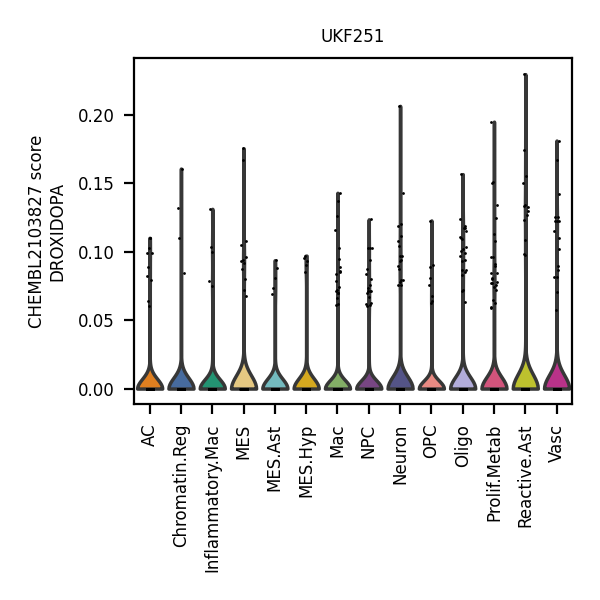 UKF251
CHEMBL2103827 score
DROXIDOPA
0.20
0.15
0.10
0.05
0.00
AC
Chromatin.Reg
Inflammatory.Mac
MES
MES.Ast
MES.Hyp
Mac
NPC
Neuron
OPC
Oligo
Prolif.Metab
Reactive.Ast
Vasc